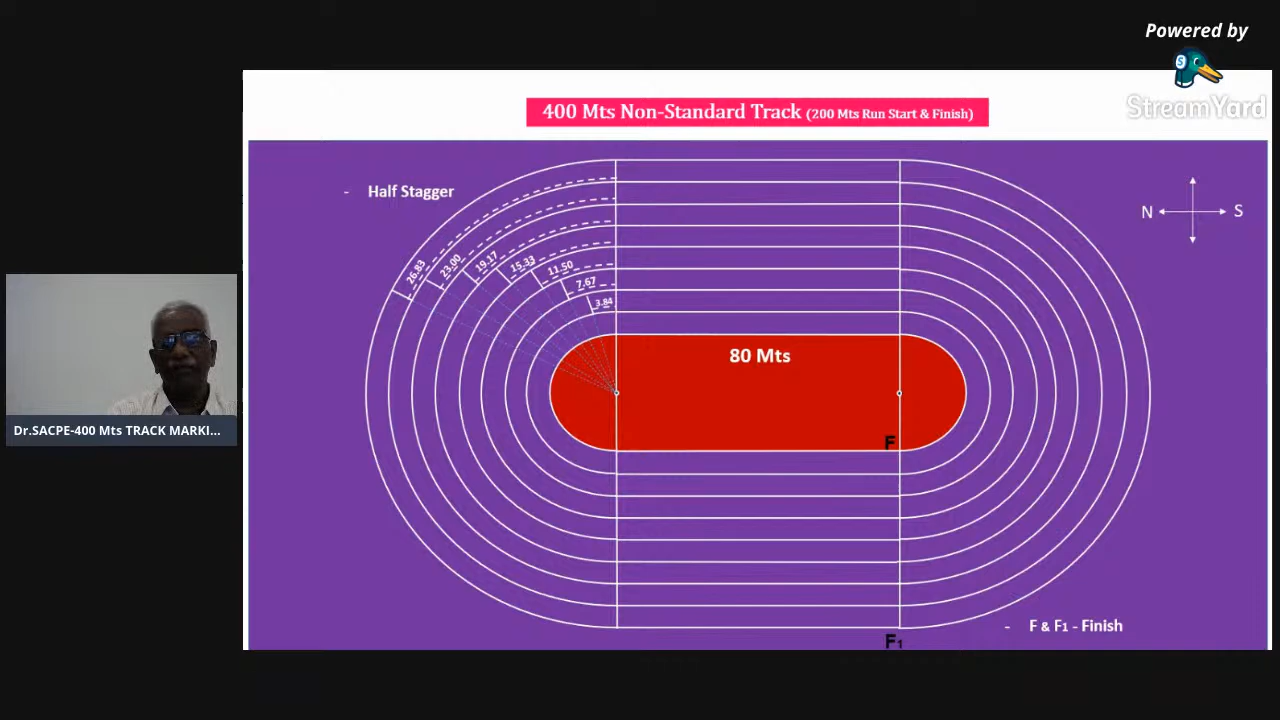 Powered by
StreamYard
400 Mts Non-Standard Track (200 Mts Run Start & Finish)
- Half Stagger
N S
26.83
23.00
19.17
15.33
11.50
7.67
3.84
80 Mts
F
Dr.SACPE-400 Mts TRACK MARKI...
- F & F1 - Finish
F1